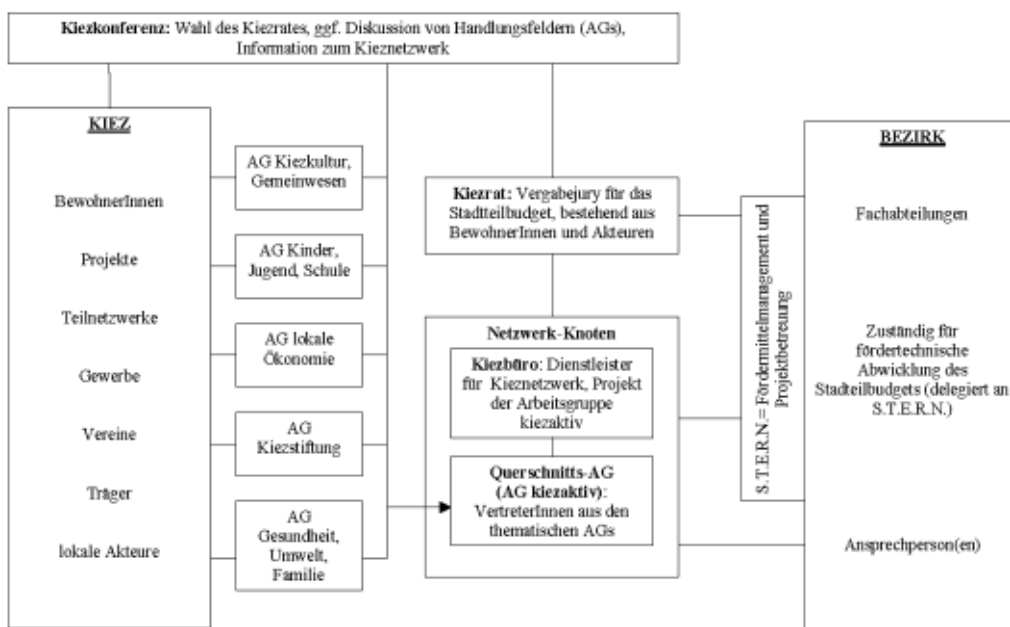 Kiezkonferenz: Wahl des Kiezrates, ggf. Diskussion von Handlungsfeldern (AGs),
Information zum Kieznetzwerk
KIEZ
BewohnerInnen
Projekte
Teilnetzwerke
Gewerbe
Vereine
Träger
lokale Akteure
AG Kiezkultur,
Gemeinwesen
AG Kinder,
Jugend, Schule
AG lokale
Ökonomie
AG
Kiezstiftung
AG
Gesundheit,
Umwelt,
Familie
Kiezrat: Vergabejury für das
Stadtteilbudget, bestehend aus
BewohnerInnen und Akteuren
Netzwerk-Knoten
Kiezbüro: Dienstleister
für Kieznetzwerk, Projekt
der Arbeitsgruppe
kiezaktiv
Querschnitts-AG
(AG kiezaktiv):
VertreterInnen aus den
thematischen AGs
S.T.E.R.N.= Fördermittelmanagement und
Projektbetreuung
BEZIRK
Fachabteilungen
Zuständig für
fördertechnische
Abwicklung des
Stadteilbudgets (delegiert an
S.T.E.R.N.)
Ansprechperson(en)